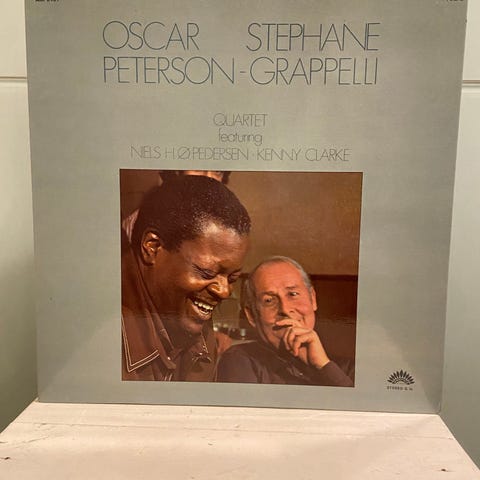 OSCAR STEPHANE
PETERSON-GRAPPELLI
QUARTET
featuring
NIELS H.Ø.PEDERSEN-KENNY CLARKE